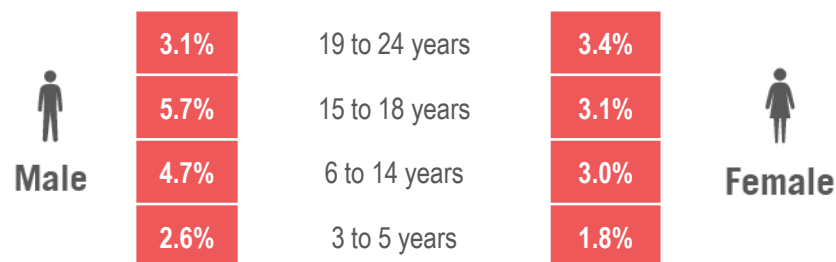 3.1% 19 to 24 years 3.4%
5.7% 15 to 18 years 3.1%
4.7% 6 to 14 years 3.0%
Male Female
2.6% 3 to 5 years 1.8%